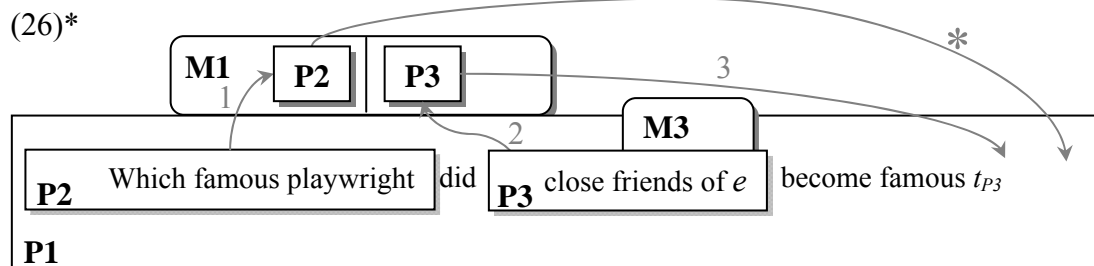 (26)*
M1 P2 P3 * 3
1 2 M3
P2 Which famous playwright did P3 close friends of e become famous tP3
P1